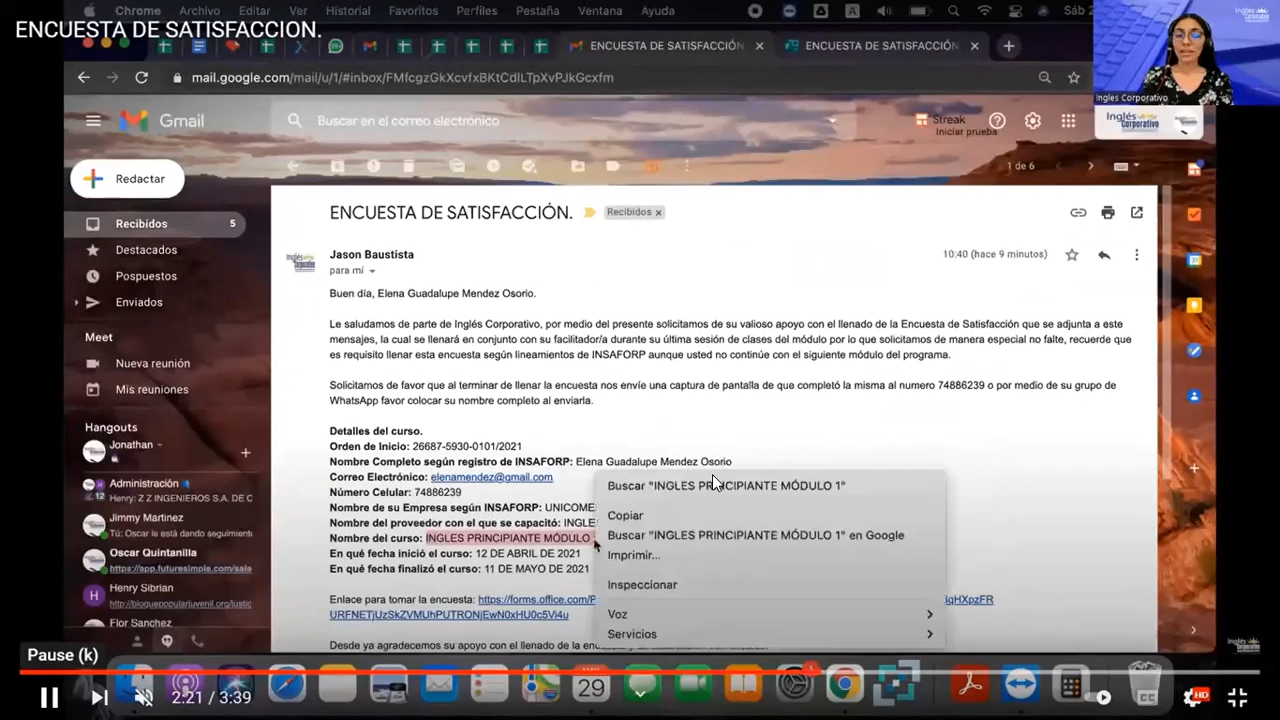 ENCUESTA DE SATISFACCION.
Chrome Archivo Editar Ver Historial Favoritos Perfiles Pestaña Ventana Ayuda
ENCUESTA DE SATISFACCIÓN
ENCUESTA DE SATISFACCIÓN
mail.google.com/mail/u/1/#inbox/FMfcgzGkXcvfxBKtCdlLTpXvPJkGcxfm
Ingles Corporativo
Gmail
Buscar en el correo electrónico
Streak
Iniciar prueba
Inglés Corporativo
Redactar
1 de 6
Recibidos 5
Destacados
Pospuestos
Enviados
Meet
Nueva reunión
Mis reuniones
Hangouts
Jonathan
Administración
12 Henry: Z Z INGENIEROS S.A. DE C
Jimmy Martinez
Tú: Oscar le está dando seguimiento
Oscar Quintanilla
https://app.fomentux.com/sale
Henry Sibrian
http://bloquepopularjuvenil.org/justic
Flor Sanchez
ENCUESTA DE SATISFACCIÓN. Recibidos x
Jason Baustista 10:40 (hace 9 minutos)
para mí
Buen día, Elena Guadalupe Mendez Osorio.
Le saludamos de parte de Inglés Corporativo, por medio del presente solicitamos de su valioso apoyo con el llenado de la Encuesta de Satisfacción que se adjunta a este
mensajes, la cual se llenará en conjunto con su facilitador/a durante su última sesión de clases del módulo por lo que solicitamos de manera especial no falte, recuerde que
es requisito llenar esta encuesta según lineamientos de INSAFORP aunque usted no continúe con el siguiente módulo del programa.
Solicitamos de favor que al terminar de llenar la encuesta nos envíe una captura de pantalla de que completó la misma al numero 74886239 o por medio de su grupo de
WhatsApp favor colocar su nombre completo al enviarla.
Detalles del curso.
Orden de Inicio: 26687-5930-0101/2021
Nombre Completo según registro de INSAFORP: Elena Guadalupe Mendez Osorio
Correo Electrónico: elenamendez@gmail.com
Número Celular: 74886239
Nombre de su Empresa según INSAFORP: UNICOME
Nombre del proveedor con el que se capacitó: INGLE
Nombre del curso: INGLES PRINCIPIANTE MÓDULO
En qué fecha inició el curso: 12 DE ABRIL DE 2021
En qué fecha finalizó el curso: 11 DE MAYO DE 2021
Enlace para tomar la encuesta: https://forms.office.com/P
URFNETjUzSkZVMUhPUTRONjEwN0xHU0c5Vi4u
Desde ya agradecemos su apoyo con el llenado de la
Buscar "INGLES PRINCIPIANTE MÓDULO 1"
Copiar
Buscar "INGLES PRINCIPIANTE MÓDULO 1" en Google
Imprimir...
Inspeccionar
Voz
Servicios
Pause (k)
29
2:21 / 3:39
HD